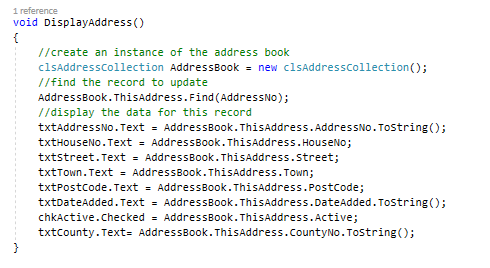 1 reference
void DisplayAddress()
{
//create an instance of the address book
clsAddressCollection AddressBook = new clsAddressCollection();
//find the record to update
AddressBook.ThisAddress.Find(AddressNo);
//display the data for this record
txtAddressNo.Text = AddressBook.ThisAddress.AddressNo.ToString();
txtHouseNo.Text = AddressBook.ThisAddress.HouseNo;
txtStreet.Text = AddressBook.ThisAddress.Street;
txtTown.Text = AddressBook.ThisAddress.Town;
txtPostCode.Text = AddressBook.ThisAddress.PostCode;
txtDateAdded.Text = AddressBook.ThisAddress.DateAdded.ToString();
chkActive.Checked = AddressBook.ThisAddress.Active;
txtCounty.Text= AddressBook.ThisAddress.CountyNo.ToString();
}